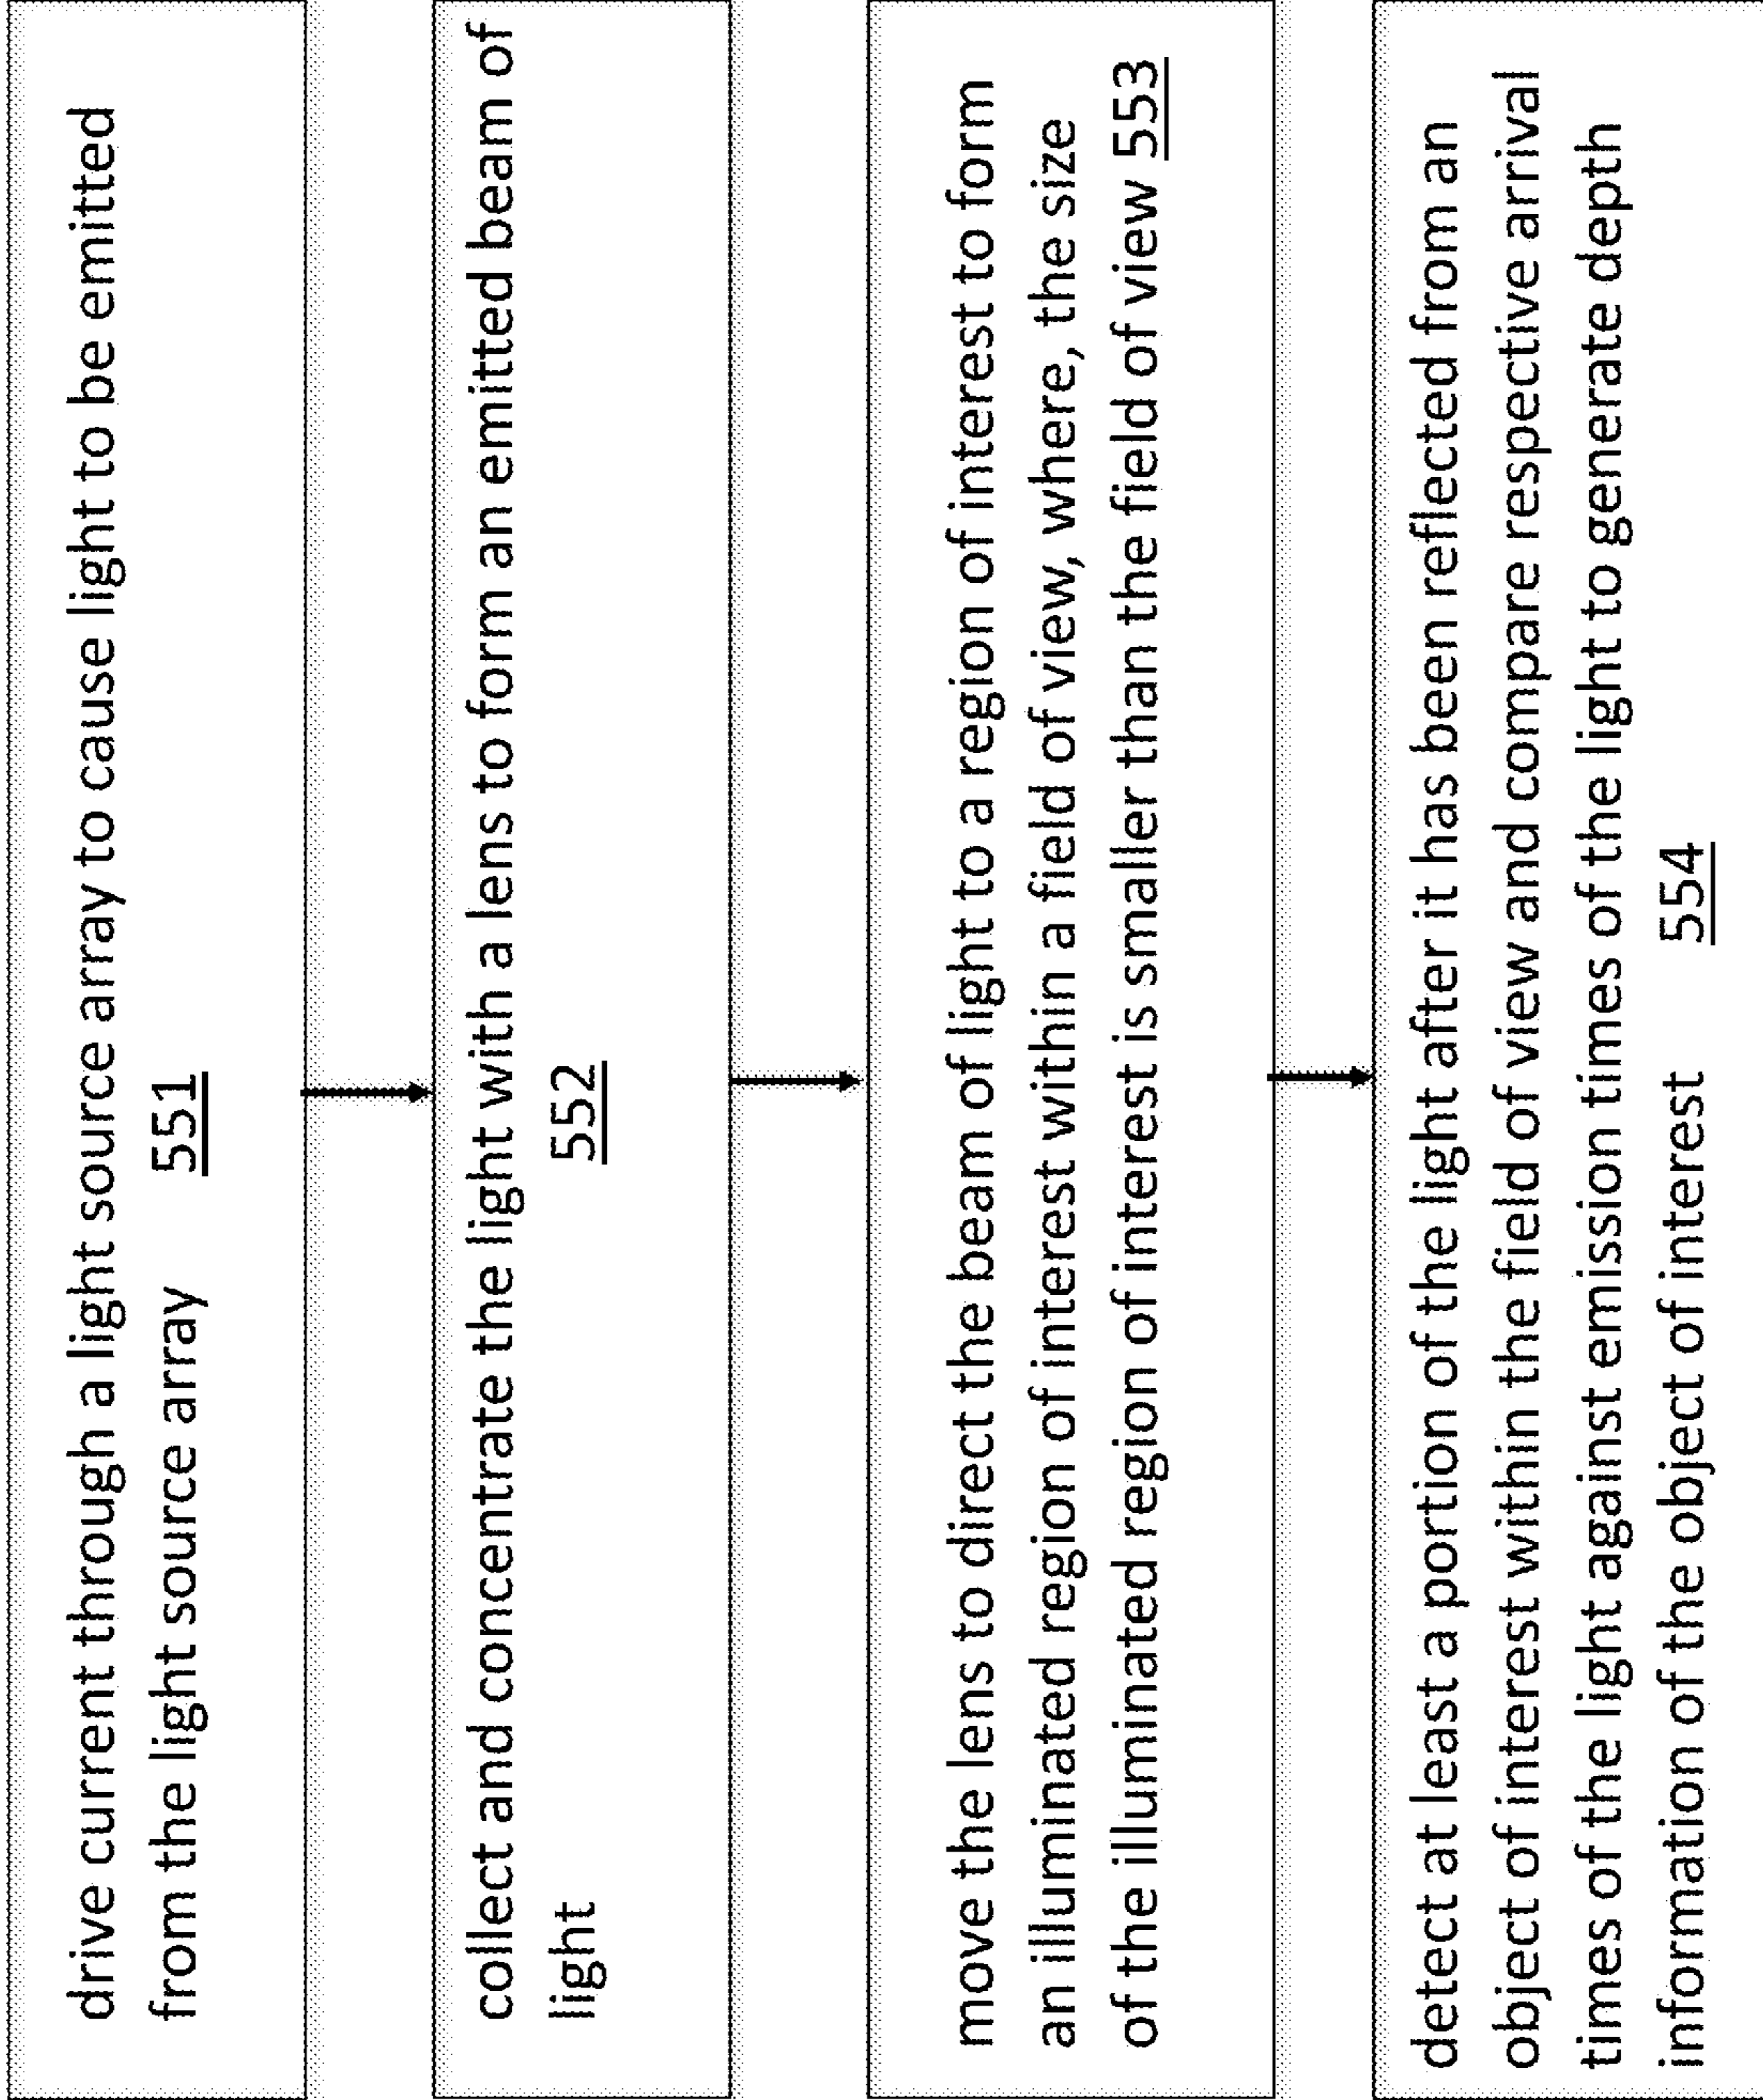 drive current through a light source array to cause light to be emitted
from the light source array 551
collect and concentrate the light with a lens to form an emitted beam of
light 552
move the lens to direct the beam of light to a region of interest to form
an illuminated region of interest within a field of view, where, the size
of the illuminated region of interest is smaller than the field of view 553
detect at least a portion of the light after it has been reflected from an
object of interest within the field of view and compare respective arrival
times of the light against emission times of the light to generate depth
information of the object of interest 554